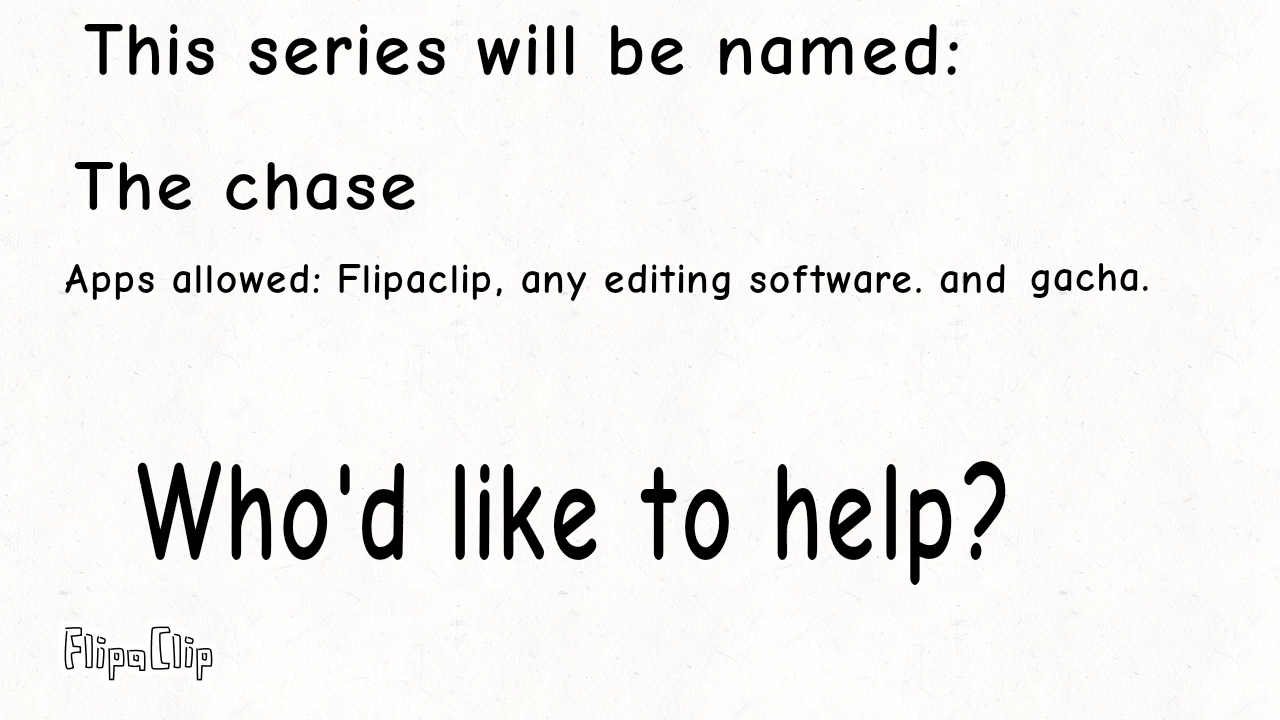 This series will be named:
The chase
Apps allowed: Flipaclip, any editing software. and gacha.
Who'd like to help?
FlipaClip